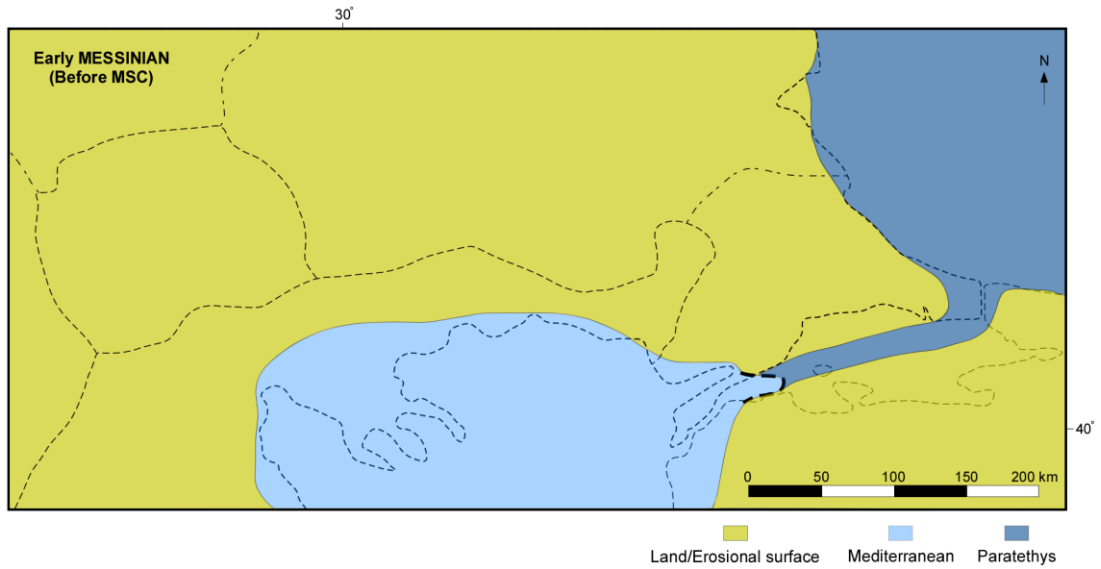 30°
Early MESSINIAN
(Before MSC)
N
40°
0 50 100 150 200 km
Land/Erosional surface
Mediterranean
Paratethys